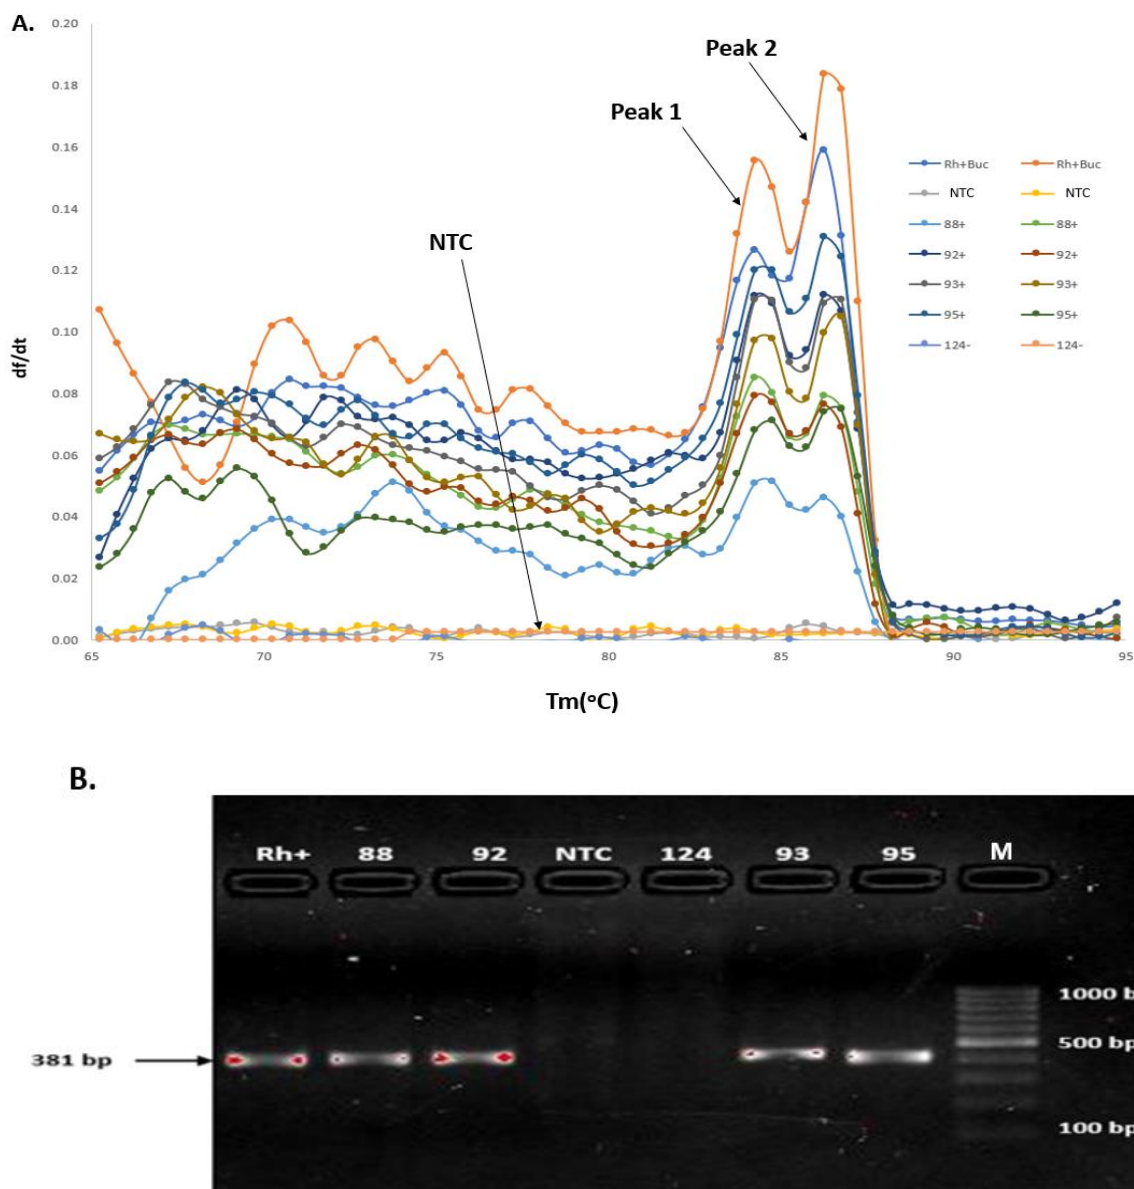 A.
0.20
0.18
0.16
0.14
0.12
0.10
0.08
0.06
0.04
0.02
0.00
df/dt
65 70 75 80 85 90 95
Tm(°C)
Peak 1
Peak 2
NTC
Rh+Buc Rh+Buc
NTC NTC
88+ 88+
92+ 92+
93+ 93+
95+ 95+
124- 124-
B.
Rh+ 88 92 NTC 124 93 95 M
1000 b
500 bp
381 bp
100 bp